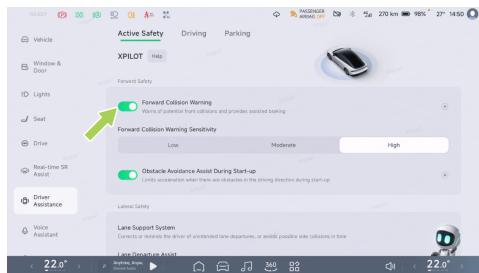 PASSENGER
AIRBAG OFF
270 km
98%
27°
14:50
Active Safety
Driving
Parking
Vehicle
XPILOT
Help
Window &
Door
Forward Safety
Lights
Forward Collision Warning
Warns of potential front collisions and provides assisted braking
Seat
Forward Collision Warning Sensitivity
Drive
Low
Moderate
High
Real-time SR
Assist
Obstacle Avoidance Assist During Start-up
Limits acceleration when there are obstacles in the driving direction during start-up
Driver
Assistance
Lateral Safety
Lane Support System
Corrects or reminds the driver of unintended lane departures, or avoids possible side collisions in time
Voice
Assistant
Lane Departure Assist
22.0°
360
22.0°